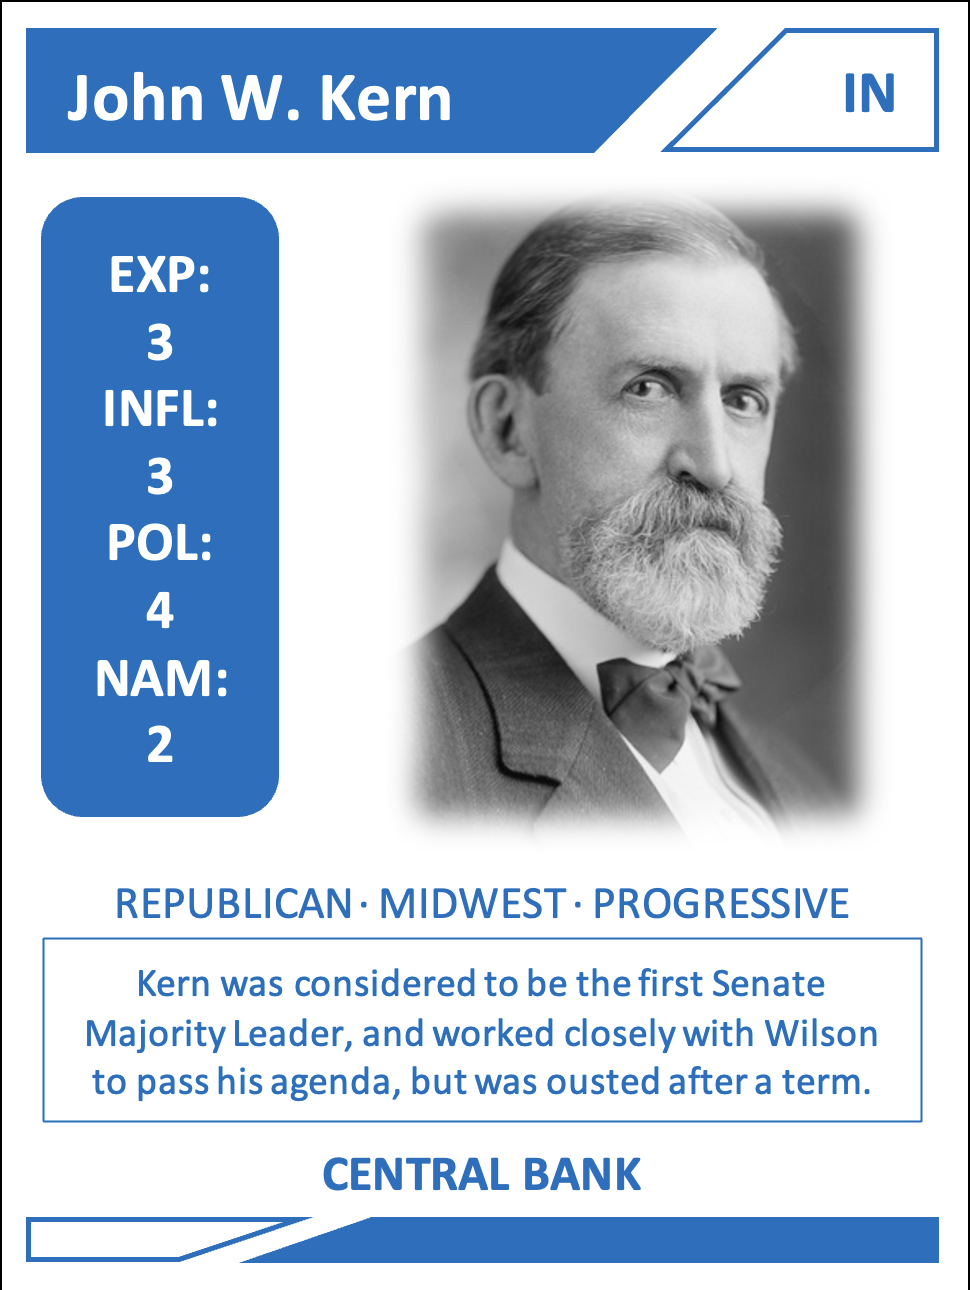 John W. Kern
IN
EXP:
3
INFL:
3
POL:
4
NAM:
2
REPUBLICAN · MIDWEST · PROGRESSIVE
Kern was considered to be the first Senate
Majority Leader, and worked closely with Wilson
to pass his agenda, but was ousted after a term.
CENTRAL BANK